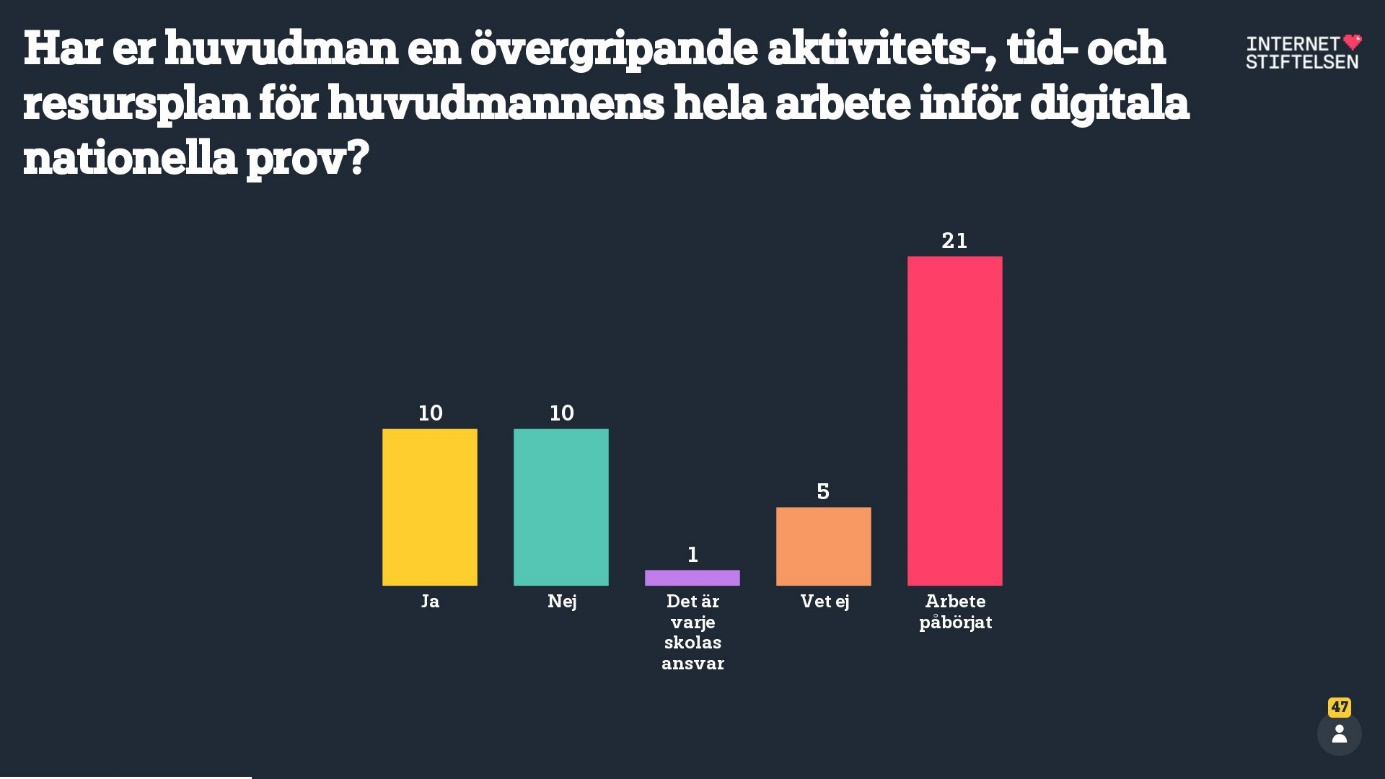 Har er huvudman en övergripande aktivitets-, tid- och
resursplan för huvudmannens hela arbete inför digitala
nationella prov?
INTERNET
STIFTELSEN
21
10
10
5
1
Ja
Nej
Det är
varje
skolas
ansvar
Vet ej
Arbete
påbörjat
47